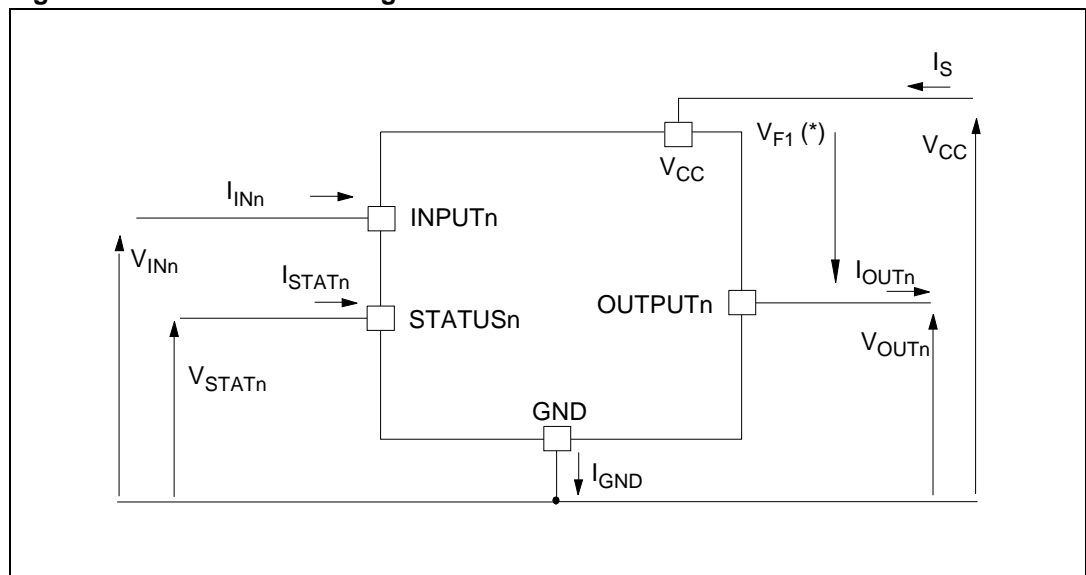 I_S
V_F1 (*)
V_CC
V_CC
I_INn
INPUTn
V_INn
I_STATn
I_OUTn
STATUSn
OUTPUTn
V_OUTn
V_STATn
GND
I_GND